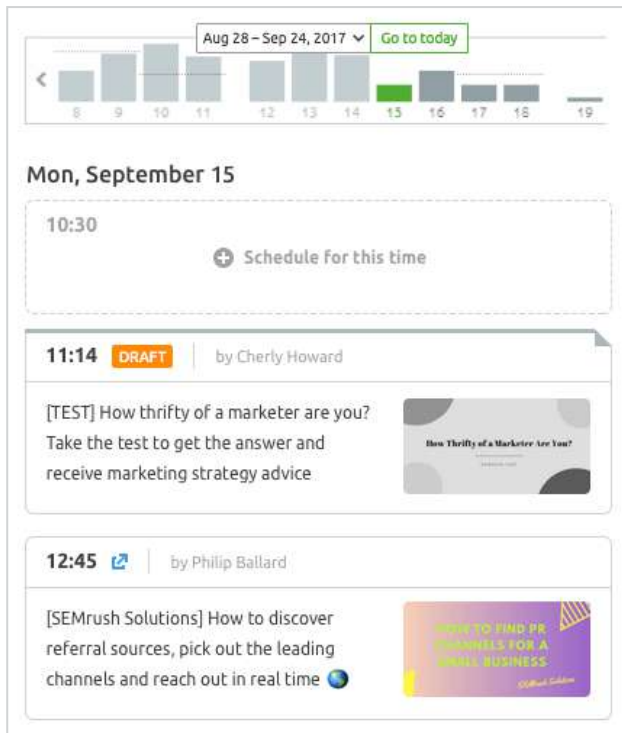 Aug 28 – Sep 24, 2017 Go to today
8 9 10 11 12 13 14 15 16 17 18 19
Mon, September 15
10:30
Schedule for this time
11:14 DRAFT by Cherly Howard
[TEST] How thrifty of a marketer are you?
Take the test to get the answer and
receive marketing strategy advice
How Thrifty of a Marketer Are You?
12:45 by Philip Ballard
[SEMrush Solutions] How to discover
referral sources, pick out the leading
channels and reach out in real time 🌎
HOW TO FIND PR
CHANNELS FOR A
SMALL BUSINESS
SEMrush Solutions